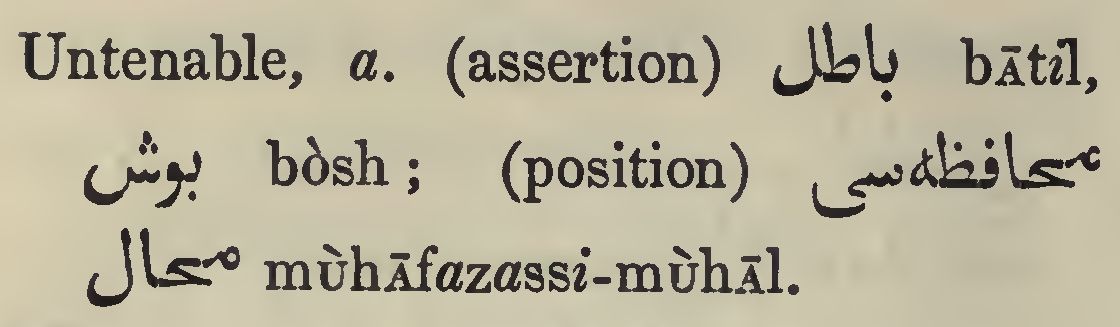 Untenable, a. (assertion) باطل bĀtil,
بوش bòsh ; (position) محافظه‌سی
محال mùhĀfazassi-mùhĀl.